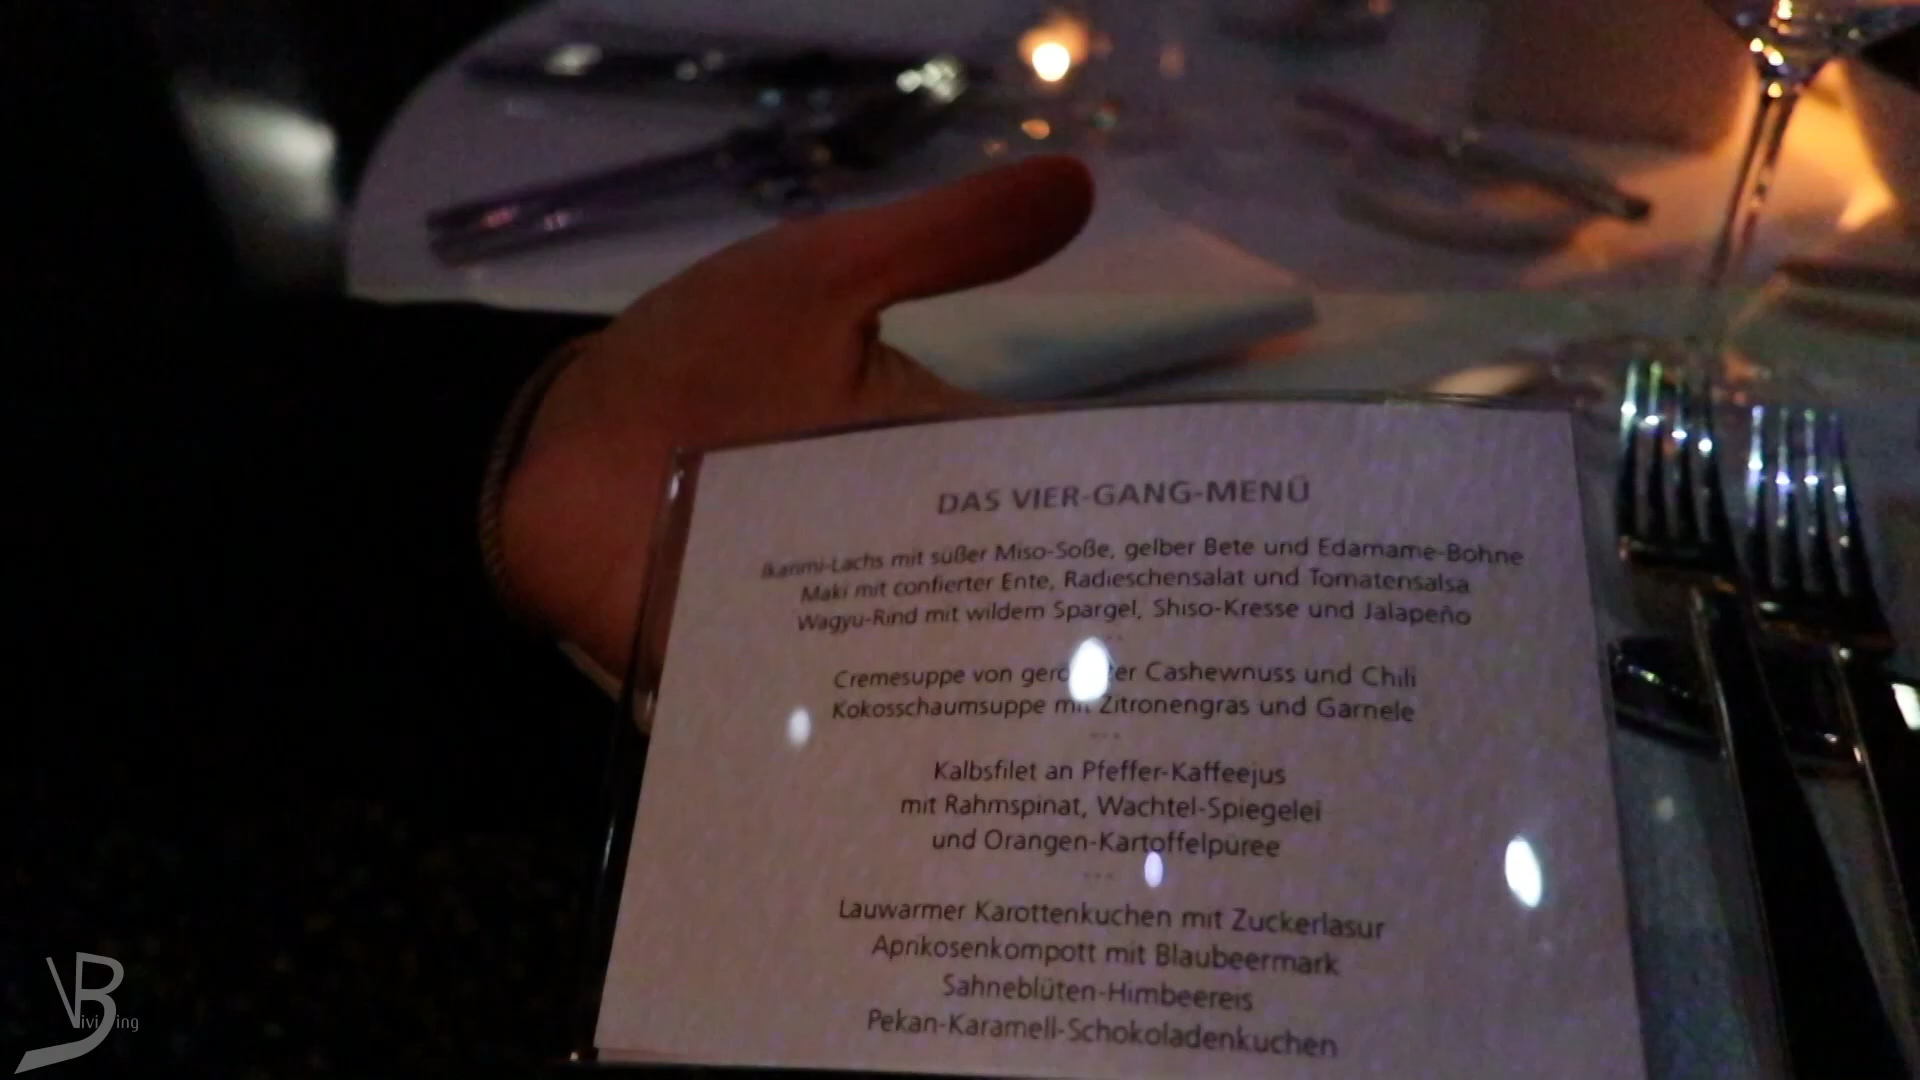 DAS VIER-GANG-MENÜ
Ikarimi-Lachs mit süßer Miso-Soße, gelber Bete und Edamame-Bohne
Maki mit confierter Ente, Radieschensalat und Tomatensalsa
Wagyu-Rind mit wildem Spargel, Shiso-Kresse und Jalapeño
...
Cremesuppe von Cashewnuss und Chili
Kokosschaumsuppe mit Zitronengras und Garnele
...
Kalbsfilet an Pfeffer-Kaffeejus
mit Rahmspinat, Wachtel-Spiegelei
und Orangen-Kartoffelpüree
...
Lauwarmer Karottenkuchen mit Zuckerlasur
Aprikosenkompott mit Blaubeermark
Sahneblüten-Himbeereis
Pekan-Karamell-Schokoladenkuchen
ViviBing